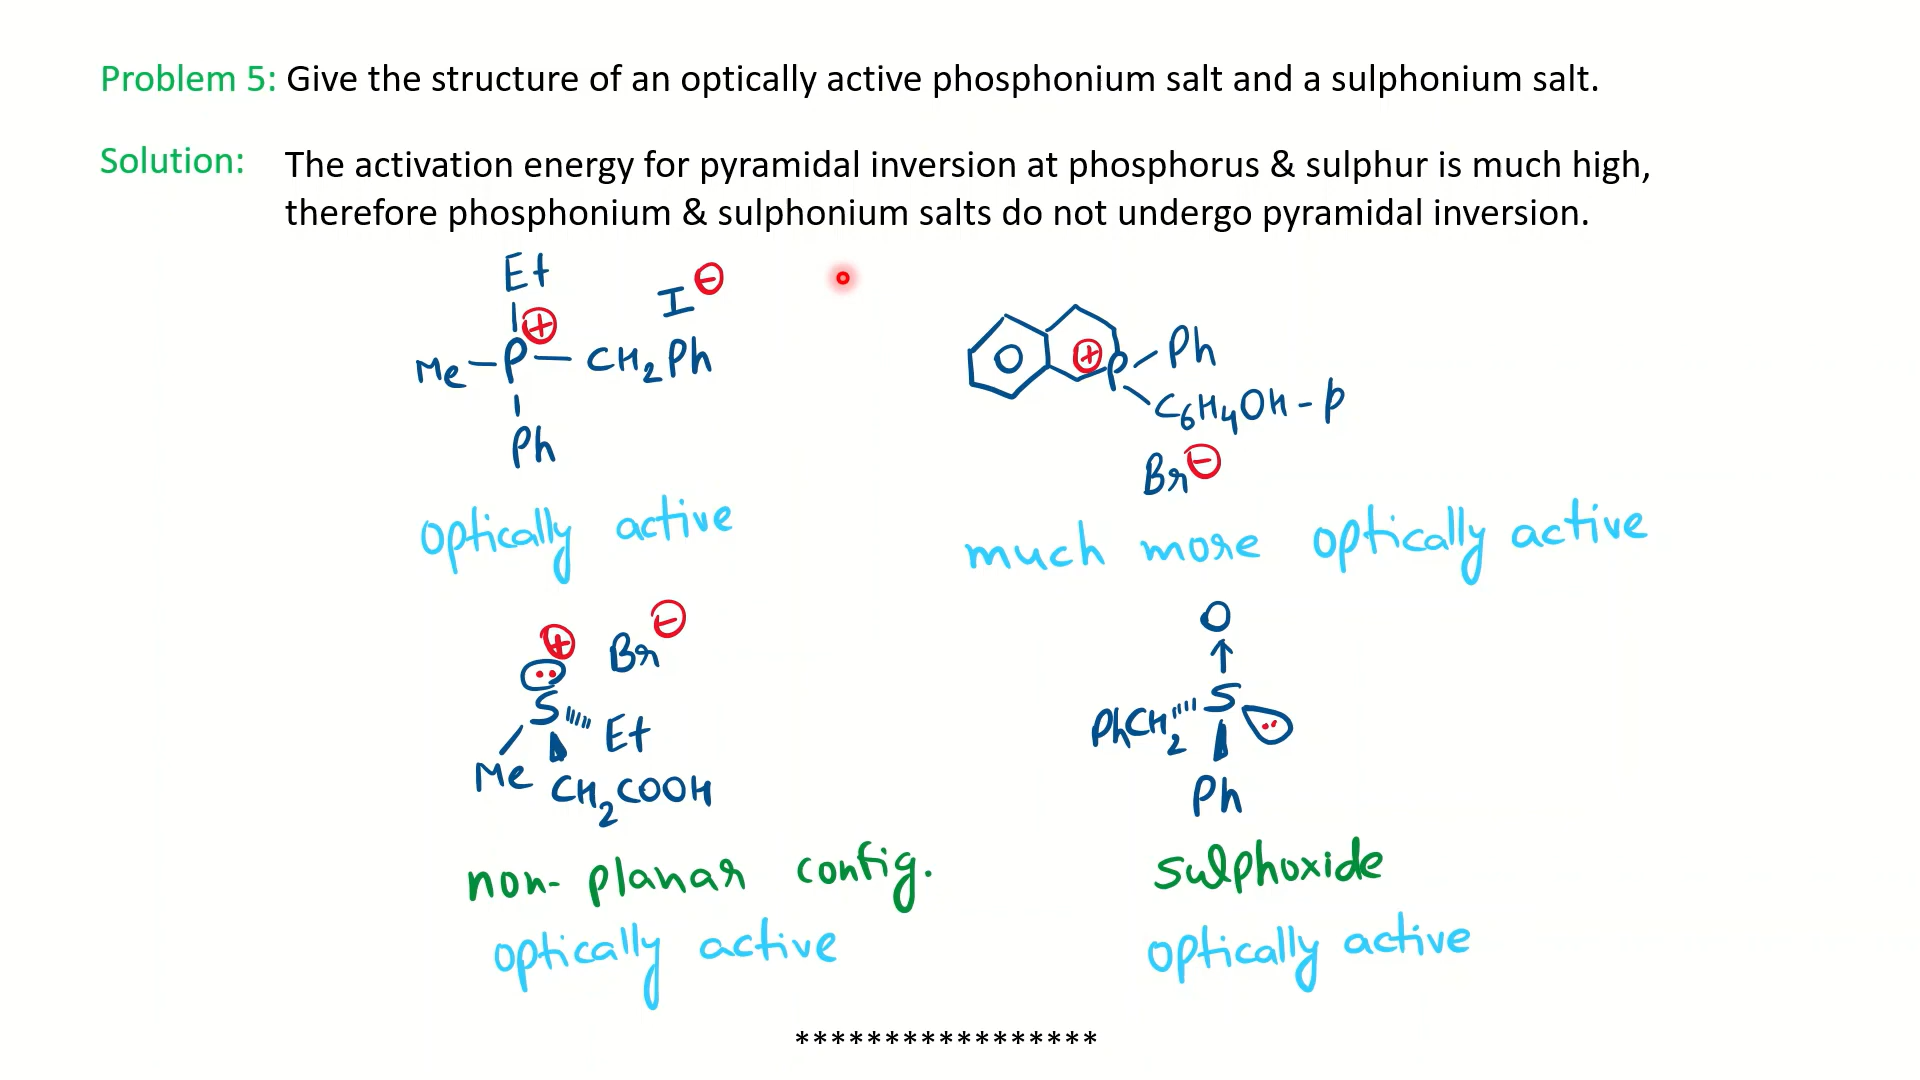 Problem 5: Give the structure of an optically active phosphonium salt and a sulphonium salt.
Solution: The activation energy for pyramidal inversion at phosphorus & sulphur is much high,
therefore phosphonium & sulphonium salts do not undergo pyramidal inversion.
Et
I⊖
⊕
Me-P-CH₂Ph
Ph
optically active
⊕
P-Ph
C₆H₄OH-p
Br⊖
much more optically active
⊕ Br⊖
S
Et
Me CH₂COOH
non-planar config.
optically active
O
↑
PhCH₂ S
Ph
sulphoxide
optically active
*****************